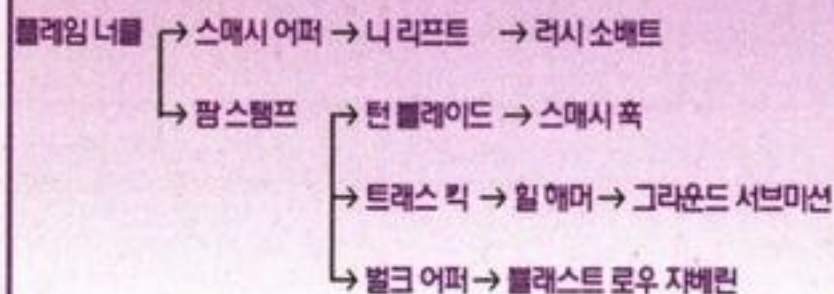 플레임 너클 → 스매시 어퍼 → 니 리프트 → 러시 소배트
→ 팡 스탬프 → 턴 블레이드 → 스매시 훅
→ 트래스 킥 → 힐 해머 → 그라운드 서브미션
→ 벌크 어퍼 → 블래스트 로우 자베린